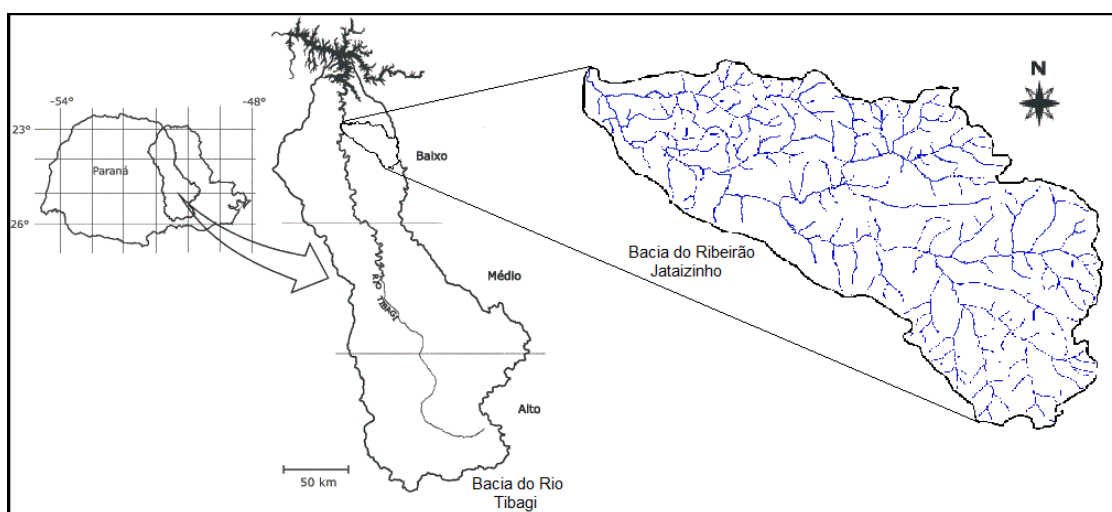 -54°
-48°
23°
Paraná
26°
Baixo
Médio
RIO TIBAGI
Alto
50 km
Bacia do Rio
Tibagi
Bacia do Ribeirão
Jataizinho
N